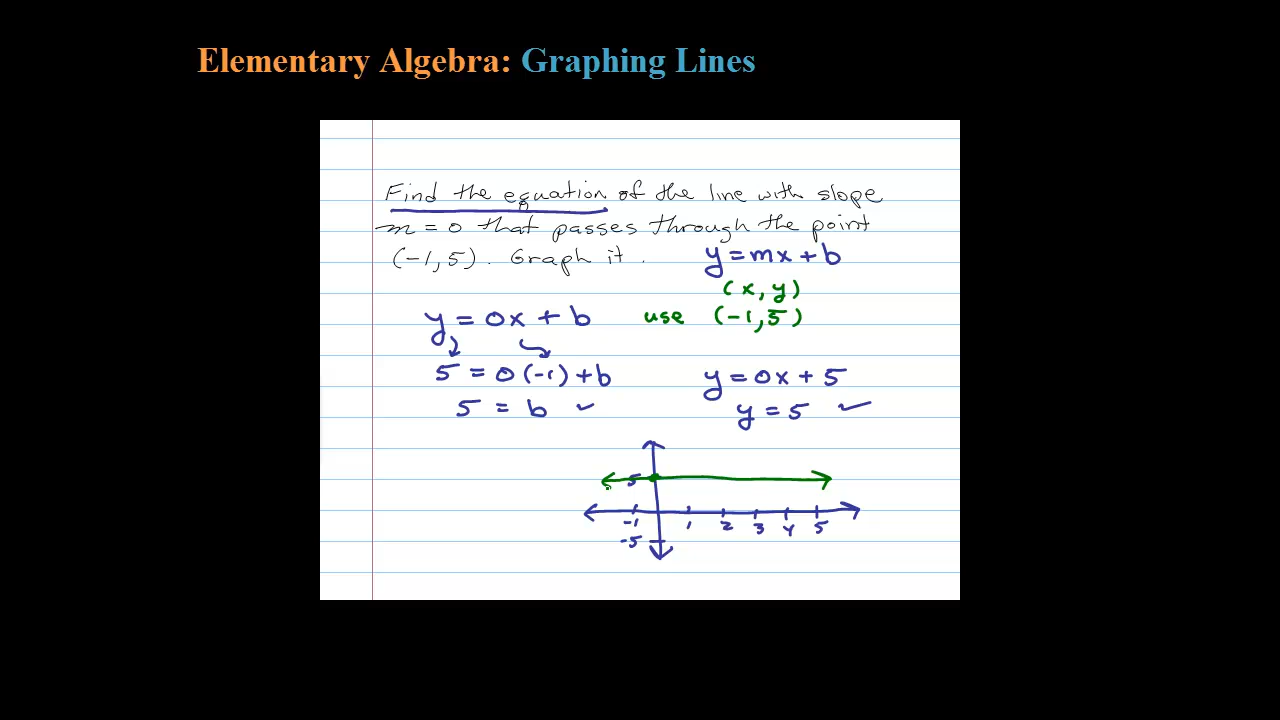 Elementary Algebra: Graphing Lines
Find the equation of the line with slope
m = 0 that passes through the point
(-1, 5). Graph it.
y = mx + b
(x, y)
y = 0x + b
use (-1, 5)
5 = 0(-1) + b
y = 0x + 5
5 = b ✓
y = 5 ✓
5
-1 1 2 3 4 5
-5